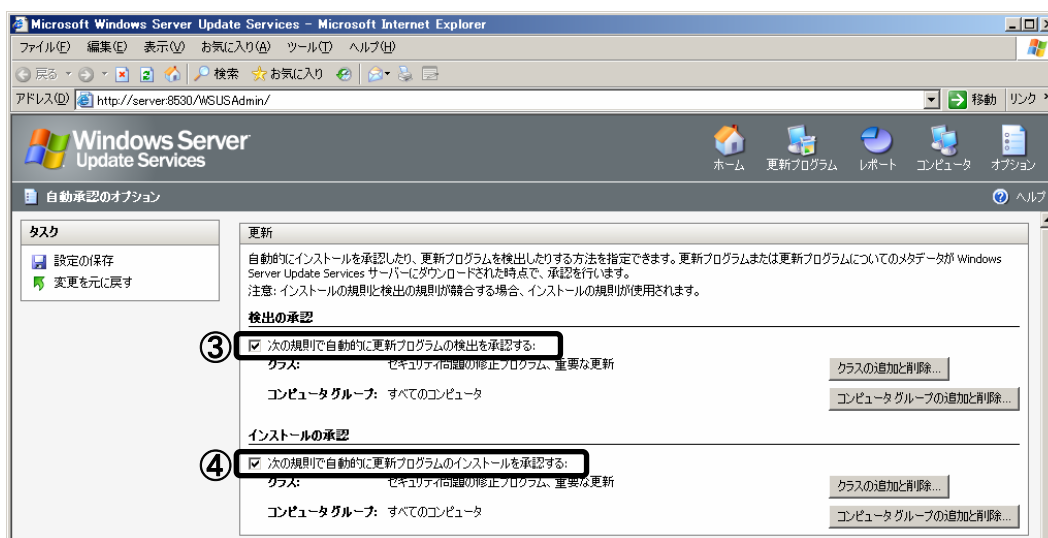 Microsoft Windows Server Update Services - Microsoft Internet Explorer
ファイル(F) 編集(E) 表示(V) お気に入り(A) ツール(T) ヘルプ(H)
戻る 検索 お気に入り
アドレス(D) http://server:8530/WSUSAdmin/ 移動 リンク »
Windows Server
Update Services
ホーム 更新プログラム レポート コンピュータ オプション
自動承認のオプション ヘルプ
タスク
設定の保存
変更を元に戻す
更新
自動的にインストールを承認したり、更新プログラムを検出したりする方法を指定できます。更新プログラムまたは更新プログラムについてのメタデータが Windows
Server Update Services サーバーにダウンロードされた時点で、承認を行います。
注意: インストールの規則と検出の規則が競合する場合、インストールの規則が使用されます。
検出の承認
③ 次の規則で自動的に更新プログラムの検出を承認する:
クラス: セキュリティ問題の修正プログラム、重要な更新 クラスの追加と削除...
コンピュータ グループ: すべてのコンピュータ コンピュータ グループの追加と削除...
インストールの承認
④ 次の規則で自動的に更新プログラムのインストールを承認する:
クラス: セキュリティ問題の修正プログラム、重要な更新 クラスの追加と削除...
コンピュータ グループ: すべてのコンピュータ コンピュータ グループの追加と削除...